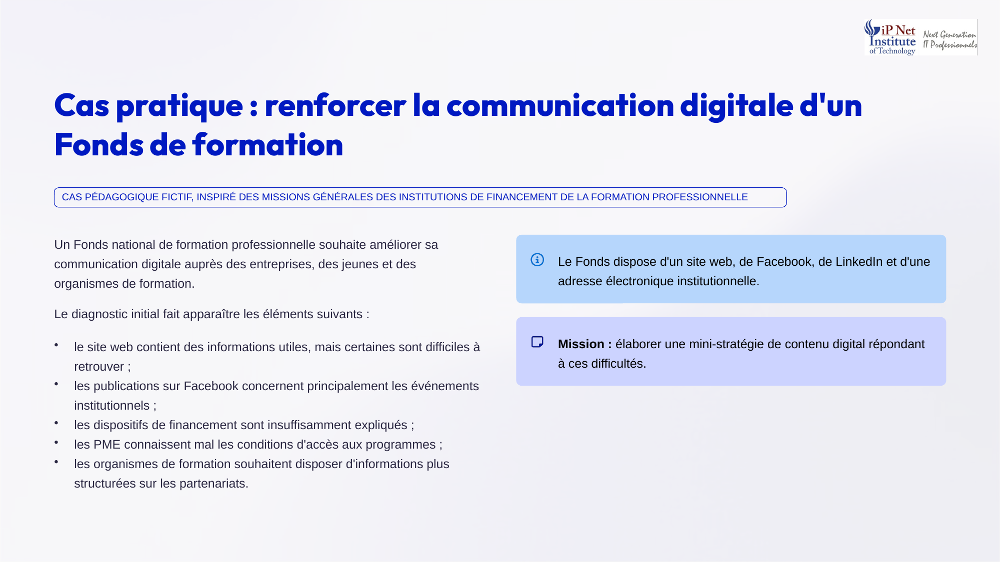 iP Net
Institute
of Technology
Next Generation
IT Professionnels
Cas pratique : renforcer la communication digitale d'un
Fonds de formation
CAS PÉDAGOGIQUE FICTIF, INSPIRÉ DES MISSIONS GÉNÉRALES DES INSTITUTIONS DE FINANCEMENT DE LA FORMATION PROFESSIONNELLE
Un Fonds national de formation professionnelle souhaite améliorer sa
communication digitale auprès des entreprises, des jeunes et des
organismes de formation.
Le diagnostic initial fait apparaître les éléments suivants :
• le site web contient des informations utiles, mais certaines sont difficiles à
retrouver ;
• les publications sur Facebook concernent principalement les événements
institutionnels ;
• les dispositifs de financement sont insuffisamment expliqués ;
• les PME connaissent mal les conditions d'accès aux programmes ;
• les organismes de formation souhaitent disposer d'informations plus
structurées sur les partenariats.
Le Fonds dispose d'un site web, de Facebook, de LinkedIn et d'une
adresse électronique institutionnelle.
Mission : élaborer une mini-stratégie de contenu digital répondant
à ces difficultés.